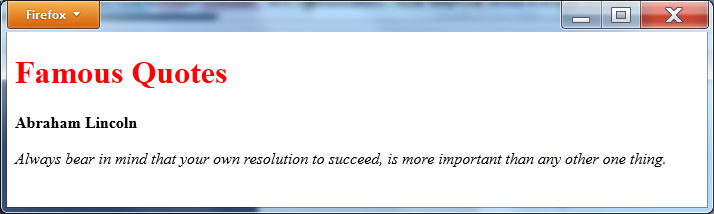 Firefox
Famous Quotes
Abraham Lincoln
Always bear in mind that your own resolution to succeed, is more important than any other one thing.